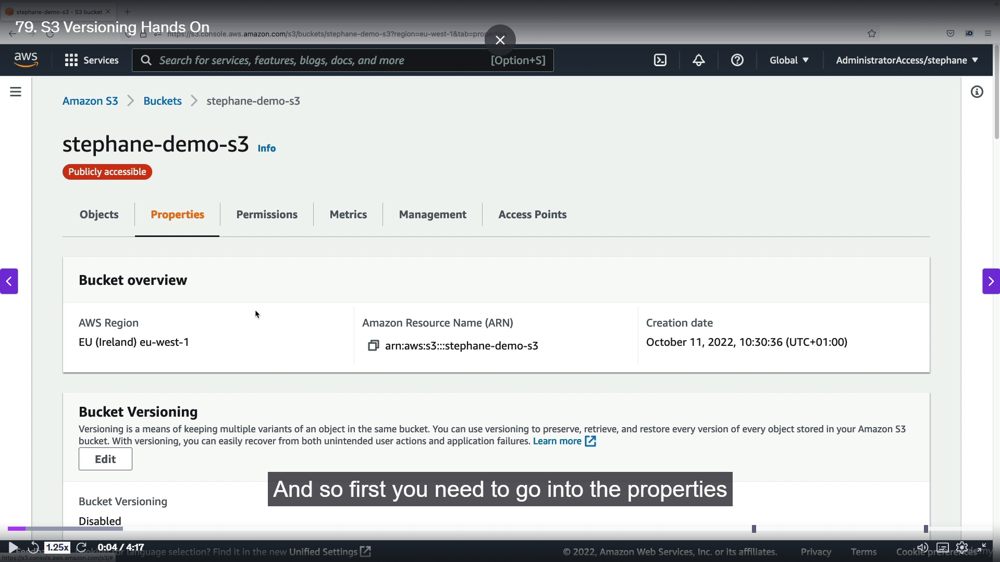 stephane-demo-s3 - S3 bucket
79. S3 Versioning Hands On
https://s3.console.aws.amazon.com/s3/buckets/stephane-demo-s3?region=eu-west-1&tab=properties
aws
Services
Search for services, features, blogs, docs, and more
[Option+S]
Global
AdministratorAccess/stephane
Amazon S3 > Buckets > stephane-demo-s3
stephane-demo-s3 Info
Publicly accessible
Objects
Properties
Permissions
Metrics
Management
Access Points
Bucket overview
AWS Region
EU (Ireland) eu-west-1
Amazon Resource Name (ARN)
arn:aws:s3:::stephane-demo-s3
Creation date
October 11, 2022, 10:30:36 (UTC+01:00)
Bucket Versioning
Versioning is a means of keeping multiple variants of an object in the same bucket. You can use versioning to preserve, retrieve, and restore every version of every object stored in your Amazon S3
bucket. With versioning, you can easily recover from both unintended user actions and application failures. Learn more
Edit
And so first you need to go into the properties
Bucket Versioning
Disabled
1.25x
0:04 / 4:17
language selection? Find it in the new Unified Settings
© 2022, Amazon Web Services, Inc. or its affiliates.
Privacy
Terms
Cookie preferences
https://s3.console.aws.amazon.com/s3/#